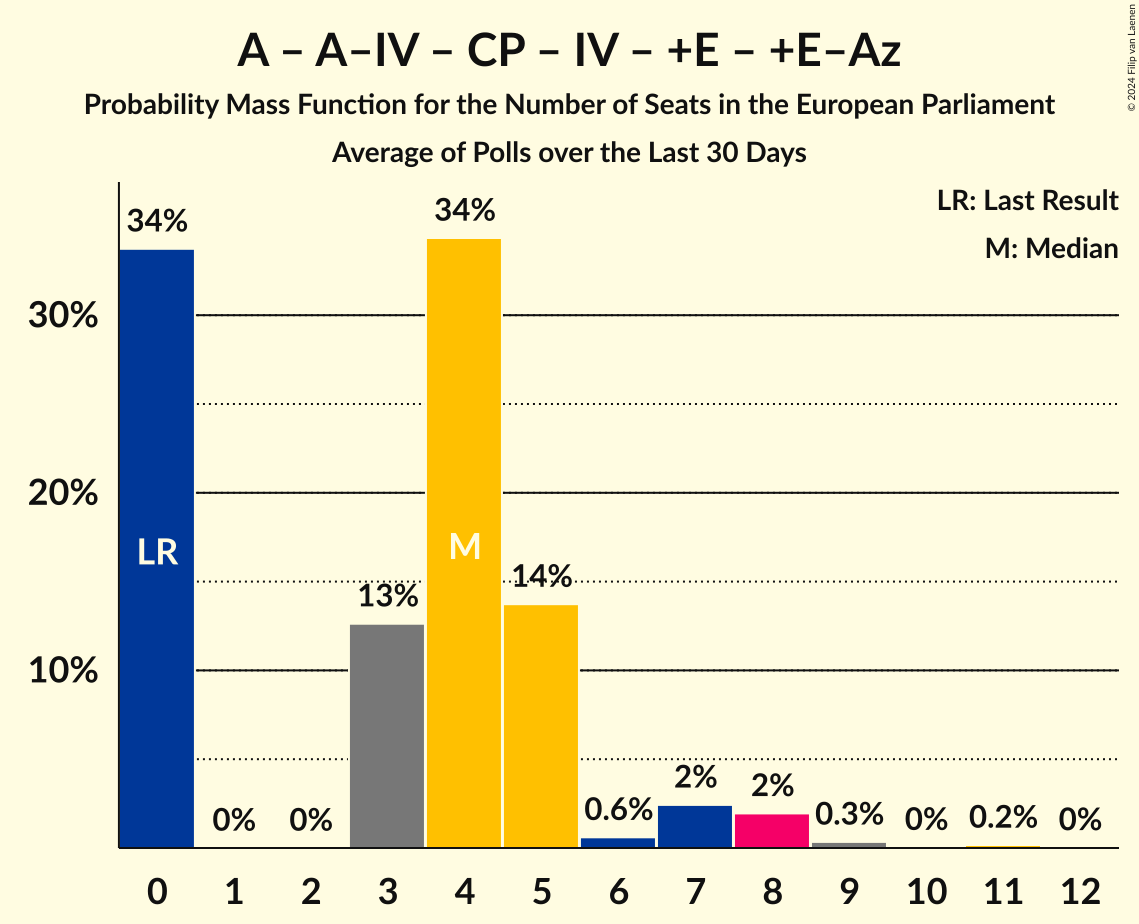 A – A–IV – CP – IV – +E – +E–Az
Probability Mass Function for the Number of Seats in the European Parliament
Average of Polls over the Last 30 Days
© 2024 Filip van Laenen
LR: Last Result
M: Median
34%
34%
30%
20%
LR
M
13%
14%
10%
0%
0%
0.6%
2%
2%
0.3%
0%
0.2%
0%
0 1 2 3 4 5 6 7 8 9 10 11 12